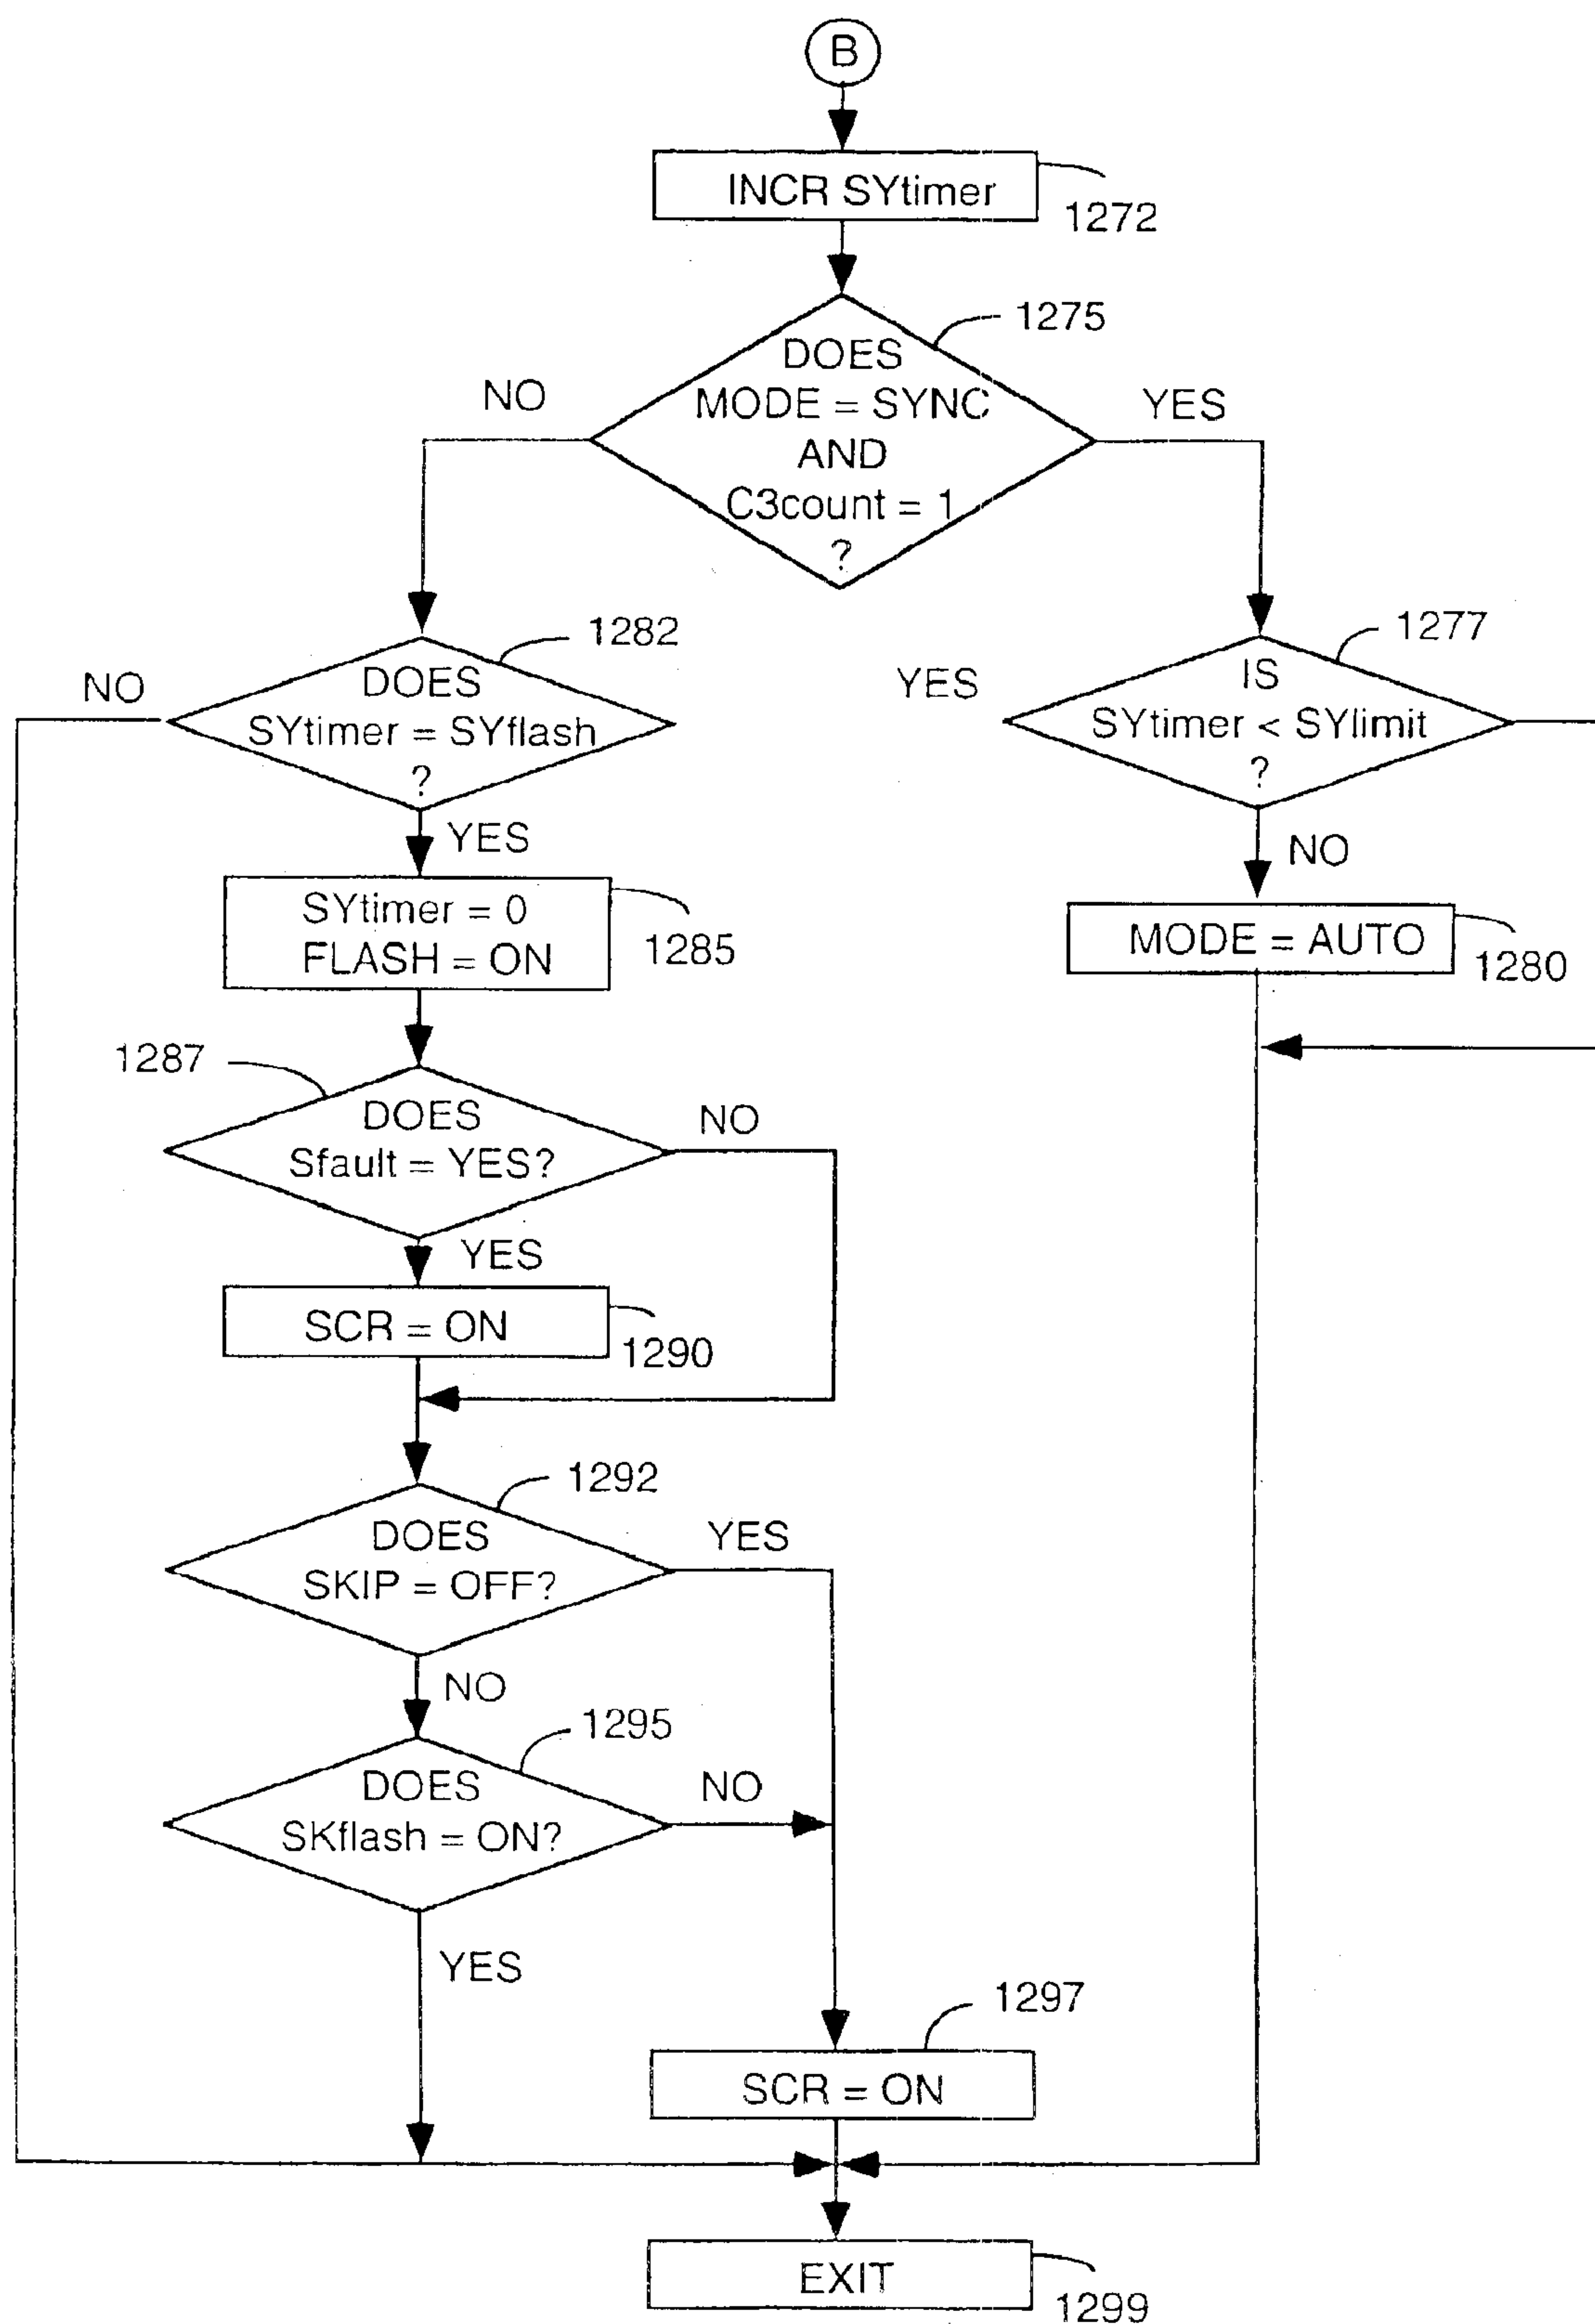 B
INCR SYtimer
1272
1275
DOES
MODE = SYNC
AND
C3count = 1
?
NO
YES
1282
DOES
SYtimer = SYflash
?
NO
YES
1277
IS
SYtimer < SYlimit
?
YES
NO
SYtimer = 0
FLASH = ON
1285
MODE = AUTO
1280
1287
DOES
Sfault = YES?
NO
YES
SCR = ON
1290
1292
DOES
SKIP = OFF?
YES
NO
1295
DOES
SKflash = ON?
NO
YES
1297
SCR = ON
EXIT
1299